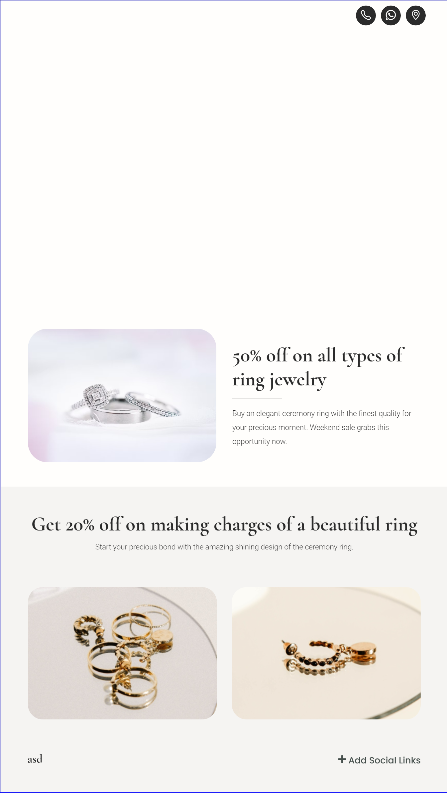 50% off on all types of
ring jewelry
Buy an elegant ceremony ring with the finest quality for
your precious moment. Weekend sale grabs this
opportunity now.
Get 20% off on making charges of a beautiful ring
Start your precious bond with the amazing shining design of the ceremony ring.
asd
+ Add Social Links